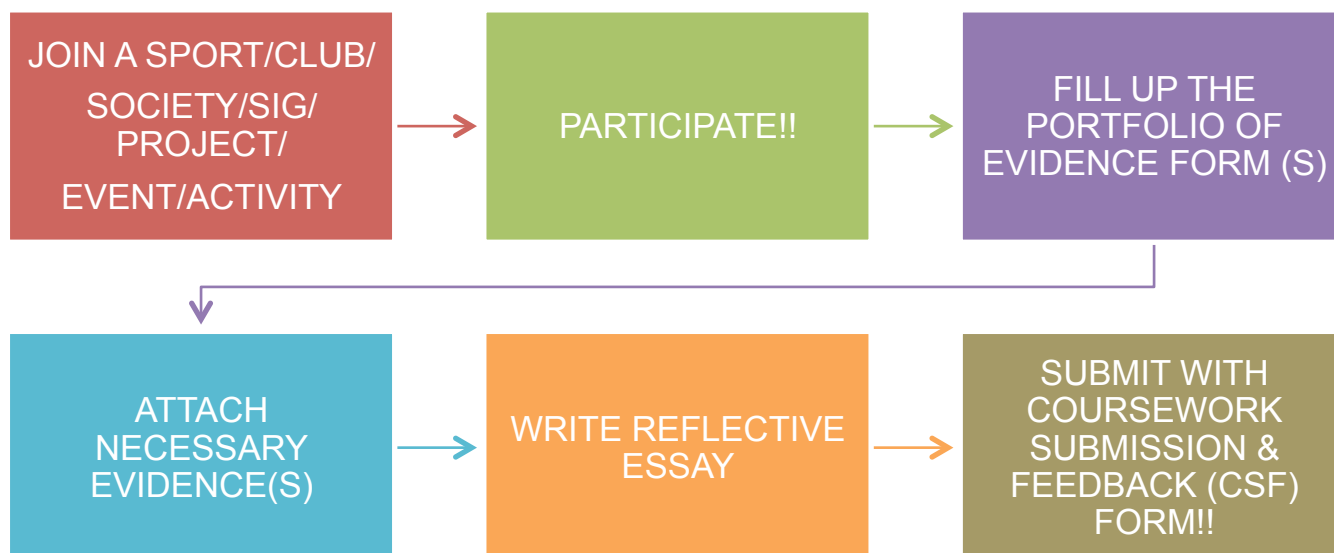 JOIN A SPORT/CLUB/
SOCIETY/SIG/
PROJECT/
EVENT/ACTIVITY
PARTICIPATE!!
FILL UP THE
PORTFOLIO OF
EVIDENCE FORM (S)
ATTACH
NECESSARY
EVIDENCE(S)
WRITE REFLECTIVE
ESSAY
SUBMIT WITH
COURSEWORK
SUBMISSION &
FEEDBACK (CSF)
FORM!!